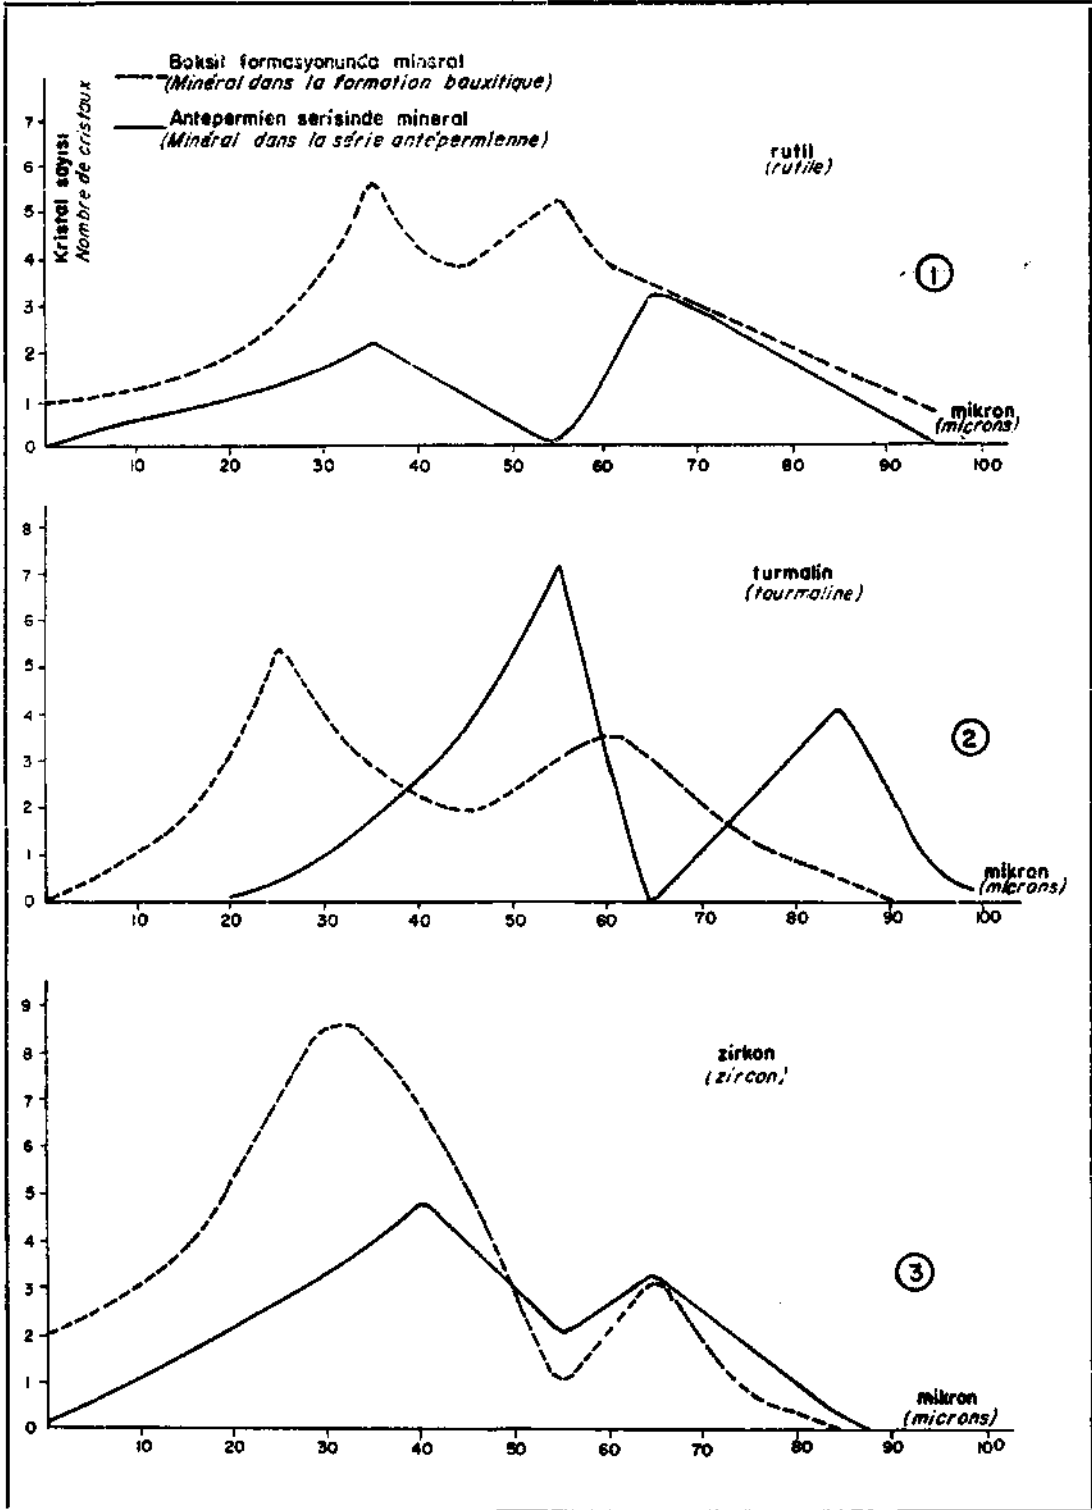 Boksit formasyonunda mineral
(Minéral dans la formation bauxitique)
Antepermien serisinde mineral
(Minéral dans la série antépermienne)
Kristal sayısı
Nombre de cristaux
7
6
5
4
3
2
1
0
rutil
(rutile)
1
mikron
(microns)
10 20 30 40 50 60 70 80 90 100
8
7
6
5
4
3
2
1
0
turmalin
(tourmaline)
2
mikron
(microns)
10 20 30 40 50 60 70 80 90 100
9
8
7
6
5
4
3
2
1
0
zirkon
(zircon)
3
mikron
(microns)
10 20 30 40 50 60 70 80 90 100